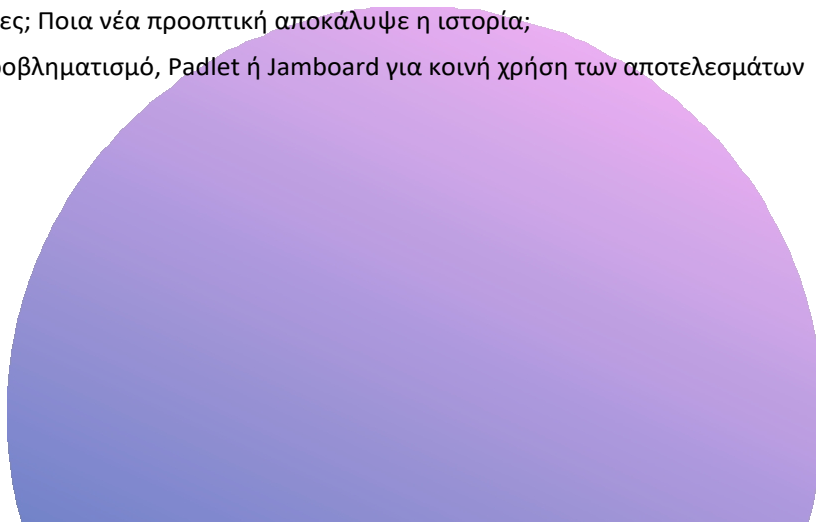 ες; Ποια νέα προοπτική αποκάλυψε η ιστορία;
οβληματισμό, Padlet ή Jamboard για κοινή χρήση των αποτελεσμάτων